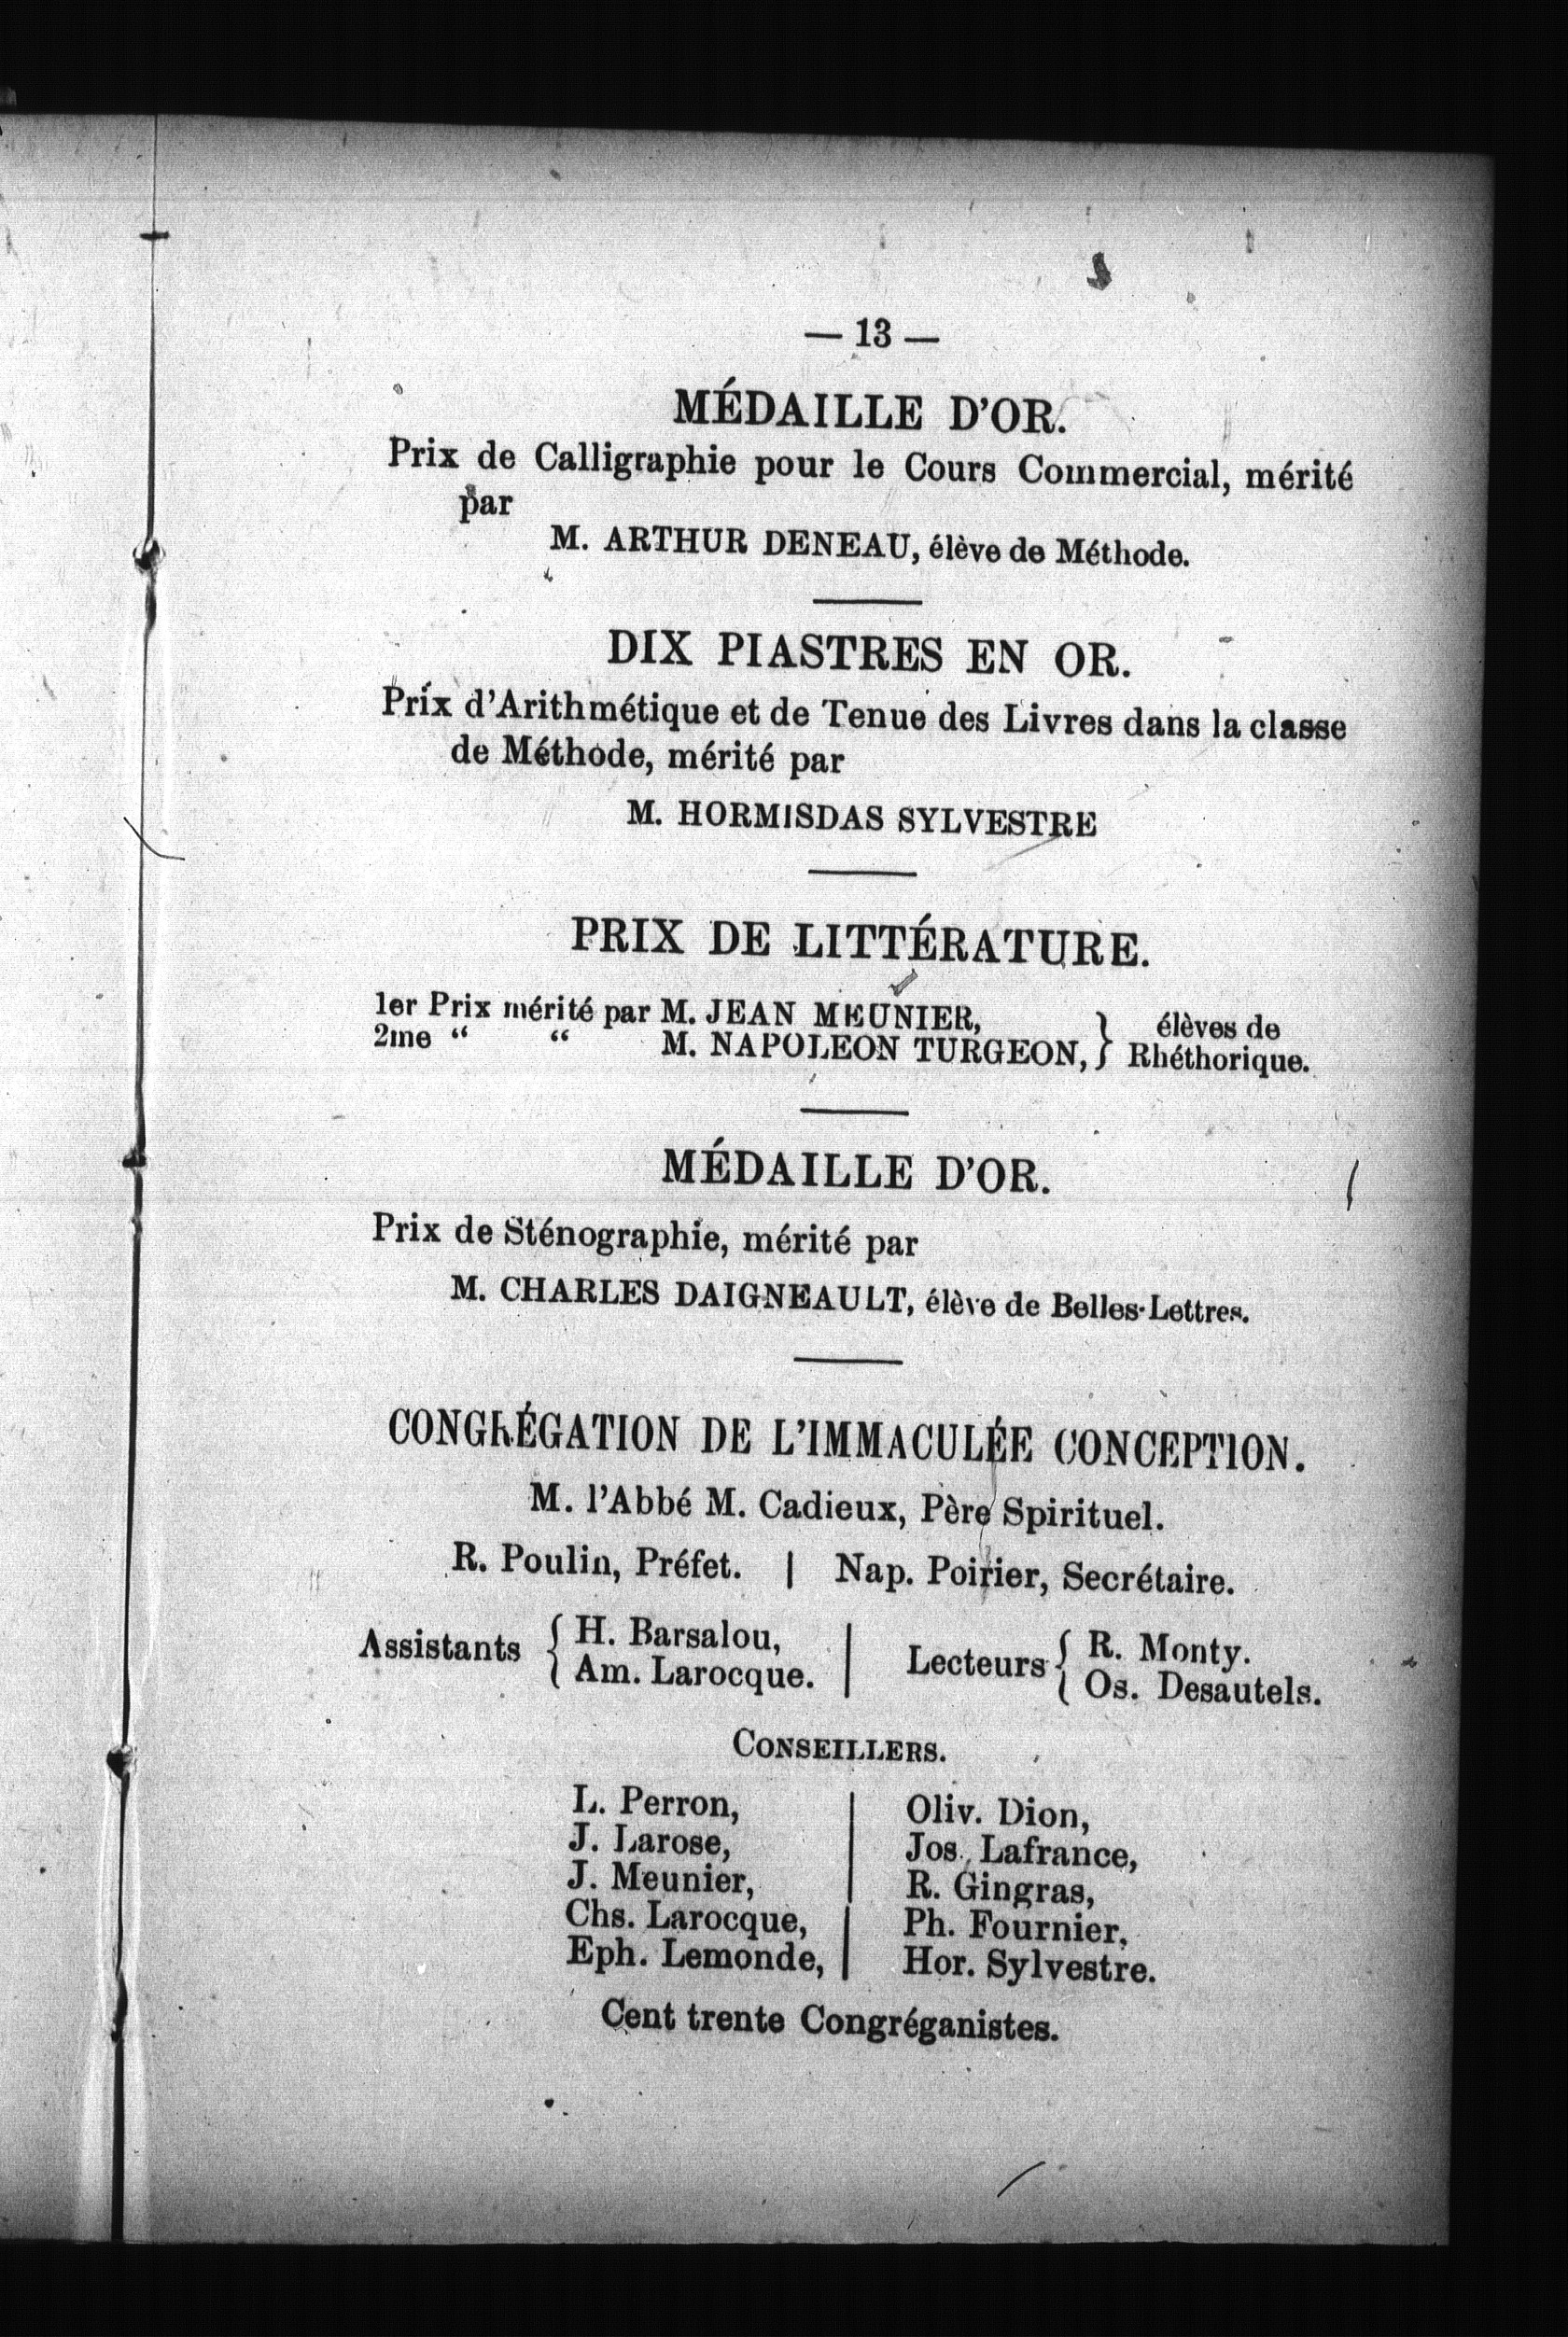 — 13 —
MÉDAILLE D'OR.
Prix de Calligraphie pour le Cours Commercial, mérité
par
M. ARTHUR DENEAU, élève de Méthode.
DIX PIASTRES EN OR.
Prix d'Arithmétique et de Tenue des Livres dans la classe
de Méthode, mérité par
M. HORMISDAS SYLVESTRE
PRIX DE LITTÉRATURE.
1er Prix mérité par M. JEAN MEUNIER, } élèves de
2me “ “ M. NAPOLEON TURGEON, } Rhéthorique.
MÉDAILLE D'OR.
Prix de Sténographie, mérité par
M. CHARLES DAIGNEAULT, élève de Belles-Lettres.
CONGRÉGATION DE L'IMMACULÉE CONCEPTION.
M. l'Abbé M. Cadieux, Père Spirituel.
R. Poulin, Préfet. | Nap. Poirier, Secrétaire.
Assistants { H. Barsalou, | Lecteurs { R. Monty.
Am. Larocque. | Os. Desautels.
CONSEILLERS.
L. Perron, | Oliv. Dion,
J. Larose, | Jos. Lafrance,
J. Meunier, | R. Gingras,
Chs. Larocque, | Ph. Fournier,
Eph. Lemonde, | Hor. Sylvestre.
Cent trente Congréganistes.